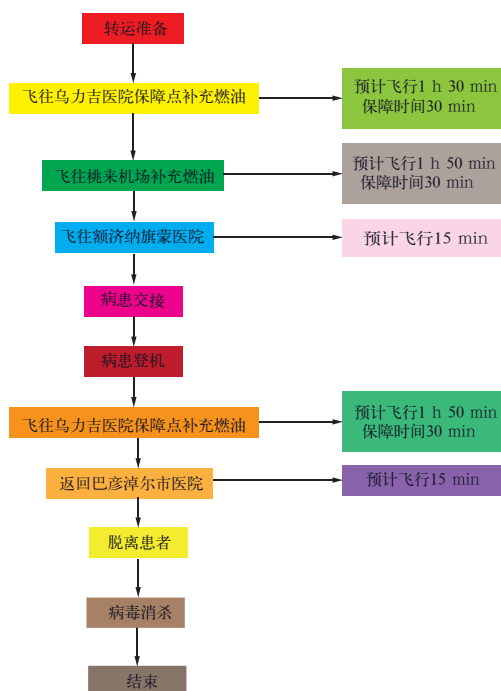 转运准备
飞往乌力吉医院保障点补充燃油
预计飞行1 h 30 min
保障时间30 min
飞往桃来机场补充燃油
预计飞行1 h 50 min
保障时间30 min
飞往额济纳旗蒙医院
预计飞行15 min
病患交接
病患登机
飞往乌力吉医院保障点补充燃油
预计飞行1 h 50 min
保障时间30 min
返回巴彦淖尔市医院
预计飞行15 min
脱离患者
病毒消杀
结束